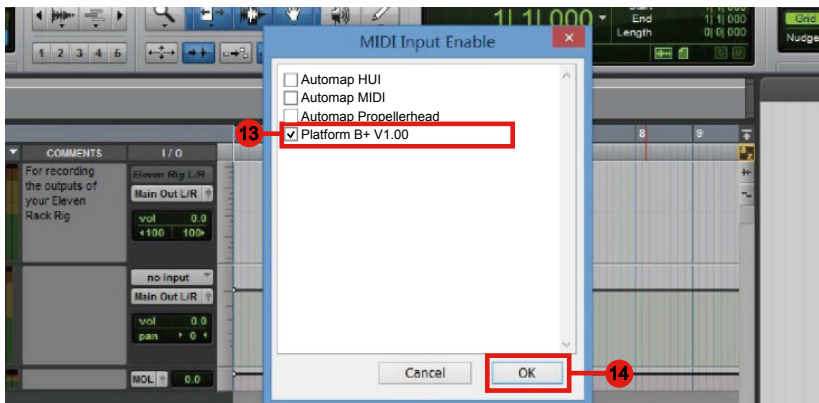 1| 1| 000
Start
End
Length
1| 1| 000
0| 0| 000
Grid
Nudge
1 2 3 4 5
MIDI Input Enable
Automap HUI
Automap MIDI
Automap Propellerhead
13
Platform B+ V1.00
8 9
COMMENTS
I / O
For recording
the outputs of
your Eleven
Rack Rig
Eleven Rig L/R
Main Out L/R
vol 0.0
100 100
no input
Main Out L/R
vol 0.0
pan 0
Cancel
OK
14
MOL 0.0